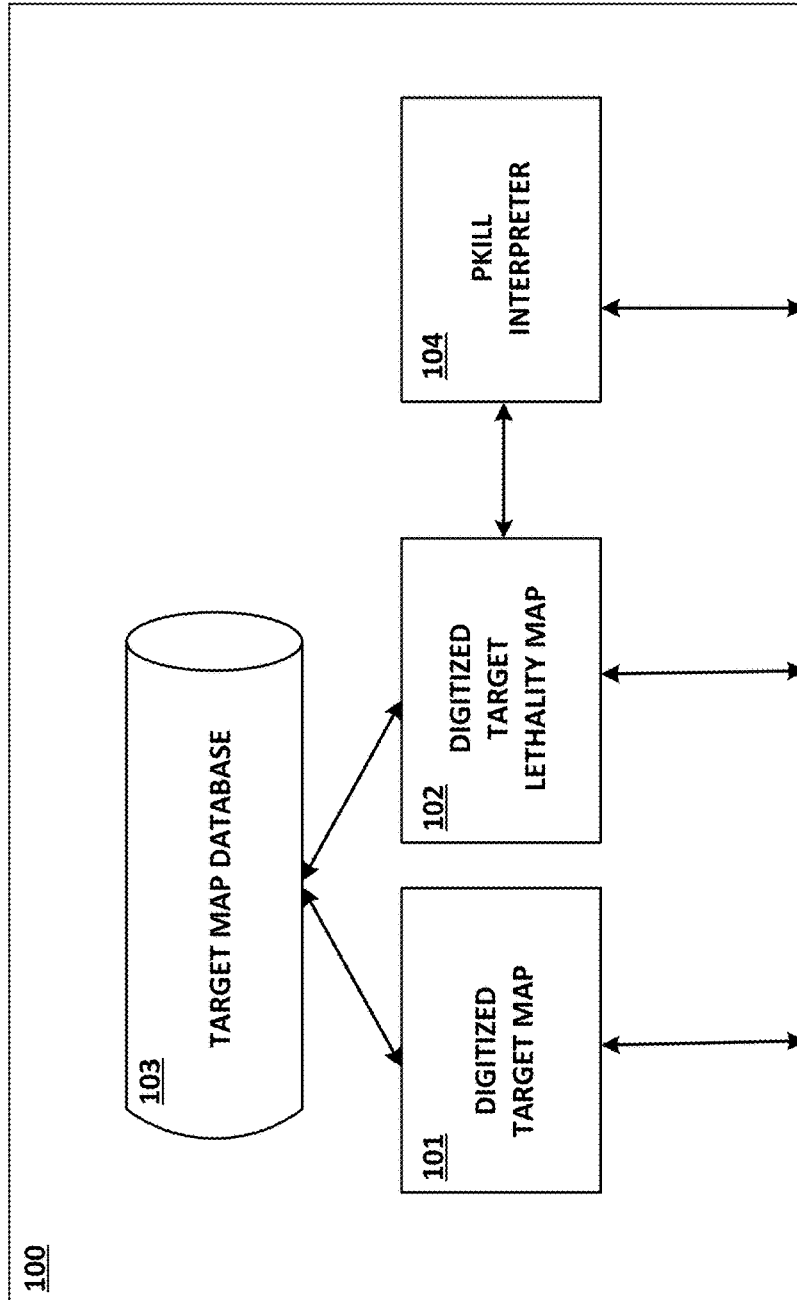 100
103
TARGET MAP DATABASE
101
DIGITIZED
TARGET MAP
102
DIGITIZED
TARGET
LETHALITY MAP
104
PKILL
INTERPRETER